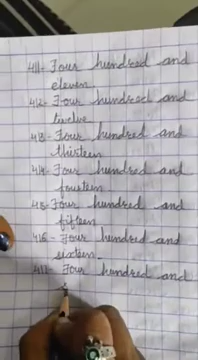 411- Four hundred and
eleven.
412- Four hundred and
twelve
413- Four hundred and
thirteen
414- Four hundred and
fourteen
415- Four hundred and
fifteen
416- Four hundred and
sixteen.
417- Four hundred and